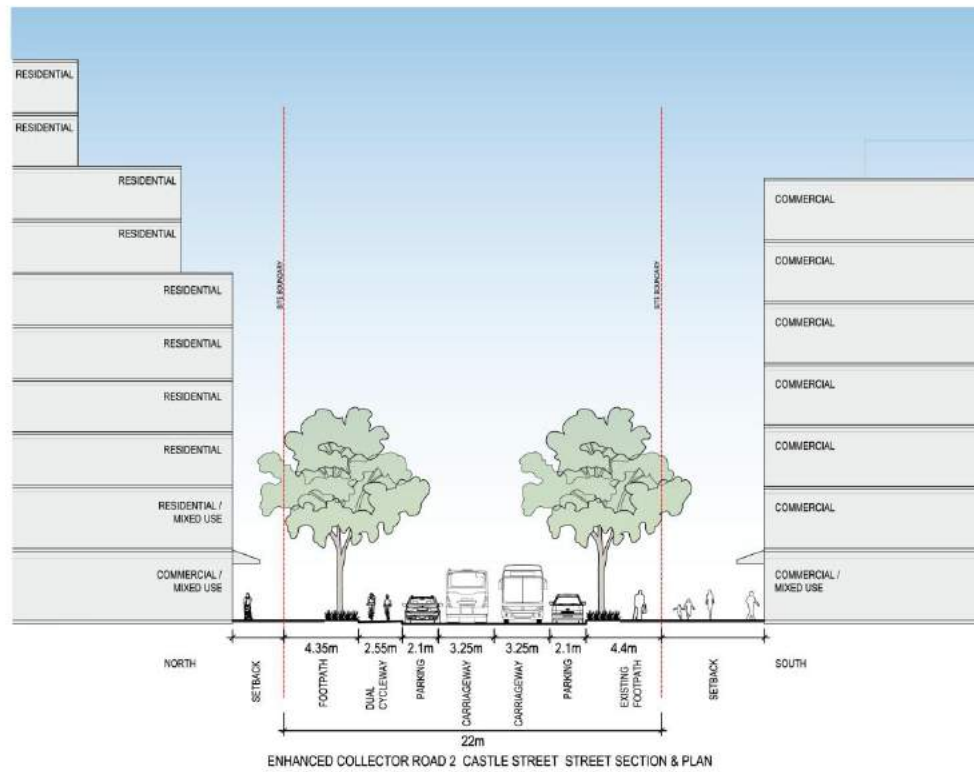 RESIDENTIAL
RESIDENTIAL
RESIDENTIAL
RESIDENTIAL
RESIDENTIAL
RESIDENTIAL
RESIDENTIAL
RESIDENTIAL
RESIDENTIAL /
MIXED USE
COMMERCIAL /
MIXED USE
SITE BOUNDARY
SITE BOUNDARY
COMMERCIAL
COMMERCIAL
COMMERCIAL
COMMERCIAL
COMMERCIAL
COMMERCIAL
COMMERCIAL /
MIXED USE
4.35m 2.55m 2.1m 3.25m 3.25m 2.1m 4.4m
NORTH
SETBACK
FOOTPATH
DUAL
CYCLEWAY
PARKING
CARRIAGEWAY
CARRIAGEWAY
PARKING
EXISTING
FOOTPATH
SETBACK
SOUTH
22m
ENHANCED COLLECTOR ROAD 2 CASTLE STREET STREET SECTION & PLAN